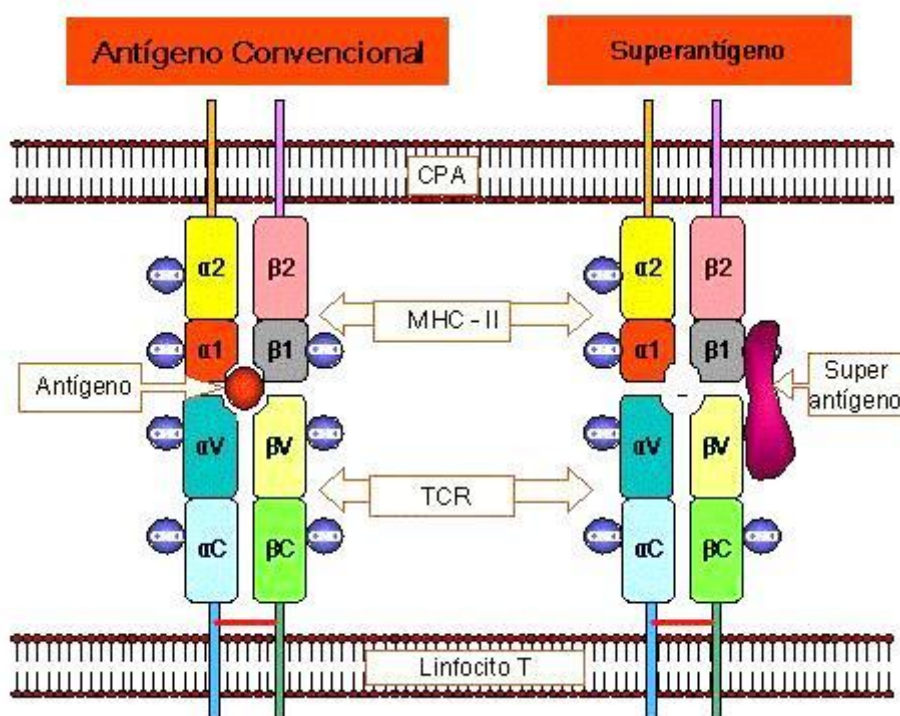 Antígeno Convencional
Superantígeno
CPA
α2
β2
α2
β2
MHC - II
α1
β1
α1
β1
Antígeno
Super
antígeno
αV
βV
αV
βV
TCR
αC
βC
αC
βC
Linfocito T